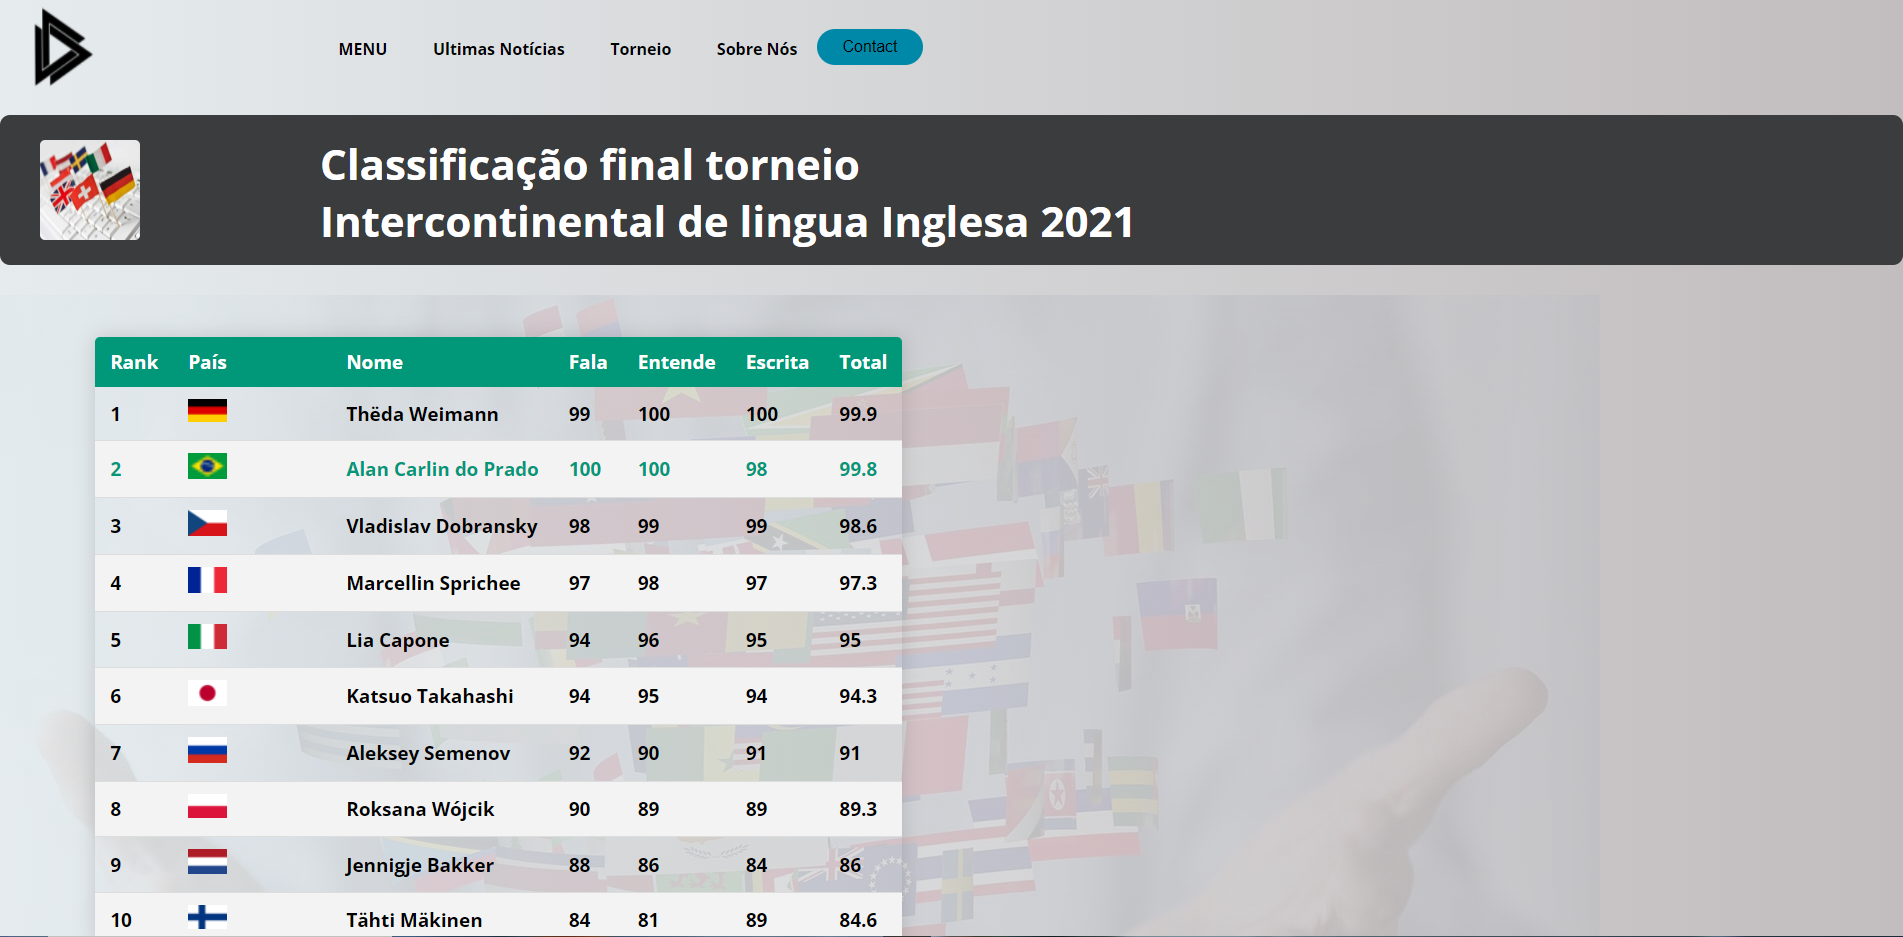 MENU Ultimas Notícias Torneio Sobre Nós Contact
Classificação final torneio
Intercontinental de lingua Inglesa 2021
Rank País Nome Fala Entende Escrita Total
1 Thëda Weimann 99 100 100 99.9
2 Alan Carlin do Prado 100 100 98 99.8
3 Vladislav Dobransky 98 99 99 98.6
4 Marcellin Sprichee 97 98 97 97.3
5 Lia Capone 94 96 95 95
6 Katsuo Takahashi 94 95 94 94.3
7 Aleksey Semenov 92 90 91 91
8 Roksana Wójcik 90 89 89 89.3
9 Jennigje Bakker 88 86 84 86
10 Tähti Mäkinen 84 81 89 84.6